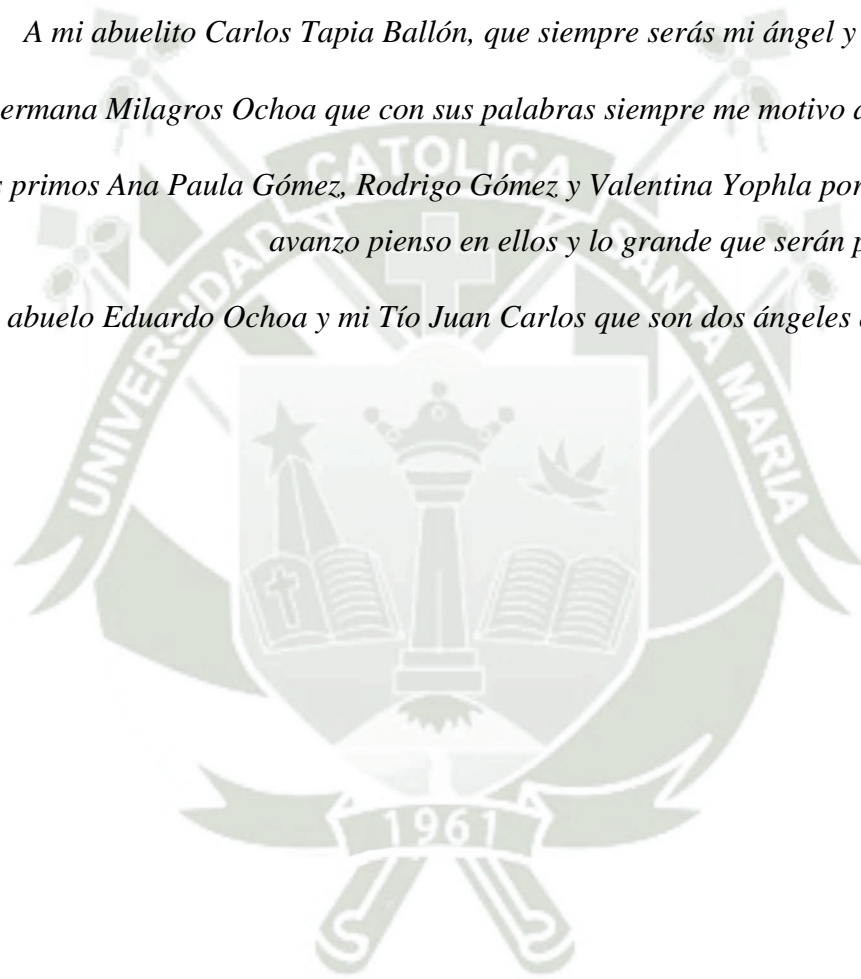 A mi abuelito Carlos Tapia Ballón, que siempre serás mi ángel y
ermana Milagros Ochoa que con sus palabras siempre me motivo
primos Ana Paula Gómez, Rodrigo Gómez y Valentina Yophla por
avanzo pienso en ellos y lo grande que serán
abuelo Eduardo Ochoa y mi Tío Juan Carlos que son dos ángeles
UNIVERSIDAD CATOLICA SANTA MARIA
1961